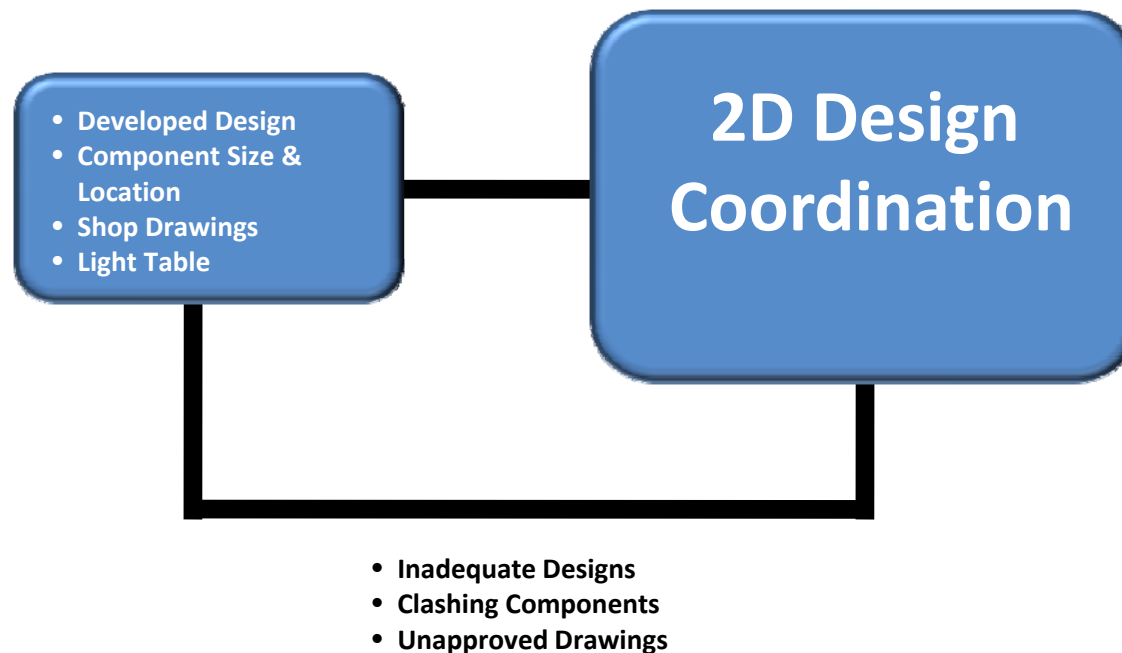 • Developed Design
• Component Size &
Location
• Shop Drawings
• Light Table
2D Design
Coordination
• Inadequate Designs
• Clashing Components
• Unapproved Drawings